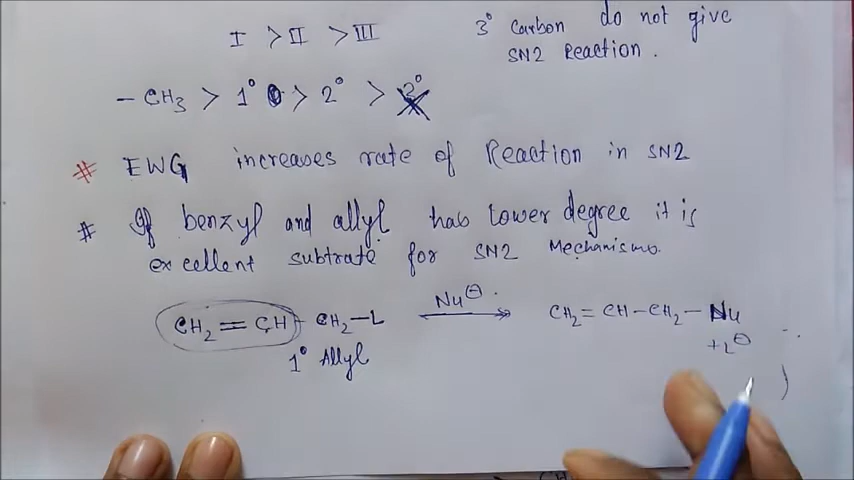 I > II > III
3° Carbon do not give
SN2 Reaction.
- CH3 > 1° > 2° > 3°
# EWG increases rate of Reaction in SN2
# If benzyl and allyl has lower degree it is
excellent subtrate for SN2 Mechanisms.
CH2 = CH - CH2 - L Nu⊖ → CH2 = CH - CH2 - Nu
+ L⊖
1° Allyl